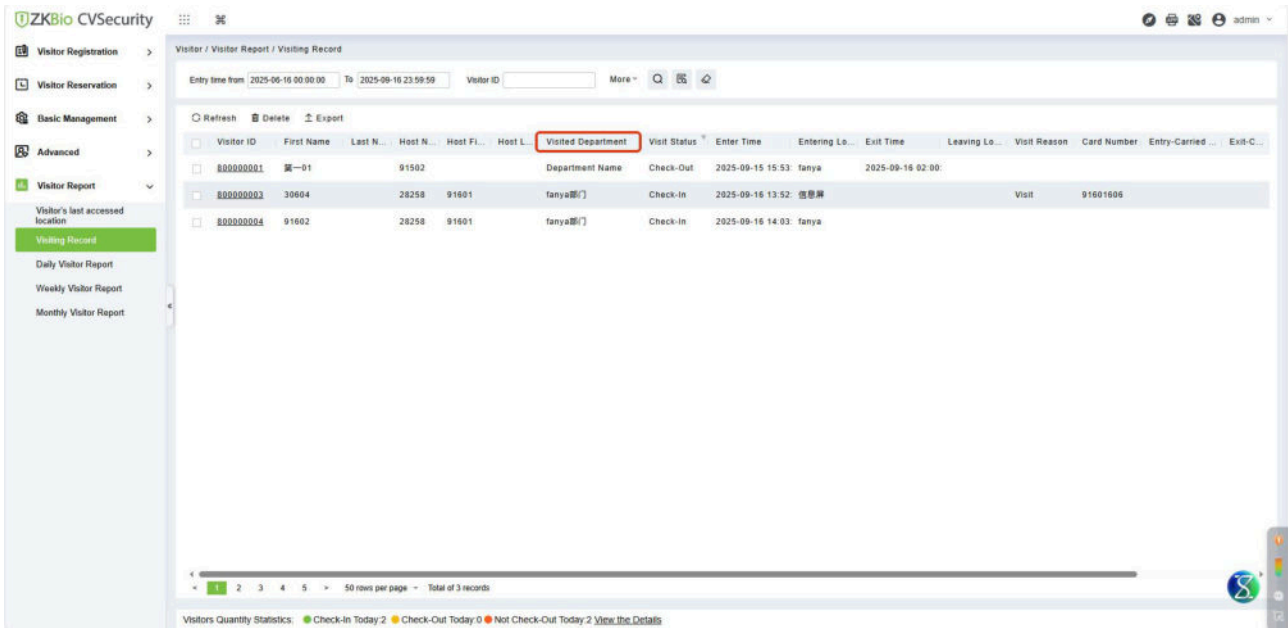 ZKBio CVSecurity
admin
Visitor Registration
Visitor Reservation
Basic Management
Advanced
Visitor Report
Visitor's last accessed
location
Visiting Record
Daily Visitor Report
Weekly Visitor Report
Monthly Visitor Report
Visitor / Visitor Report / Visiting Record
Entry time from 2025-06-16 00:00:00 To 2025-09-16 23:59:59 Visitor ID More
Refresh Delete Export
Visitor ID First Name Last N... Host N... Host Fi... Host L... Visited Department Visit Status Enter Time Entering Lo... Exit Time Leaving Lo... Visit Reason Card Number Entry-Carried ... Exit-C...
800000001 第一01 91502 Department Name Check-Out 2025-09-15 15:53: fanya 2025-09-16 02:00:
800000003 30604 28258 91601 fanya部门 Check-In 2025-09-16 13:52: 信息屏 Visit 91601606
800000004 91602 28258 91601 fanya部门 Check-In 2025-09-16 14:03: fanya
< 1 2 3 4 5 > 50 rows per page Total of 3 records
Visitors Quantity Statistics: Check-In Today:2 Check-Out Today:0 Not Check-Out Today:2 View the Details